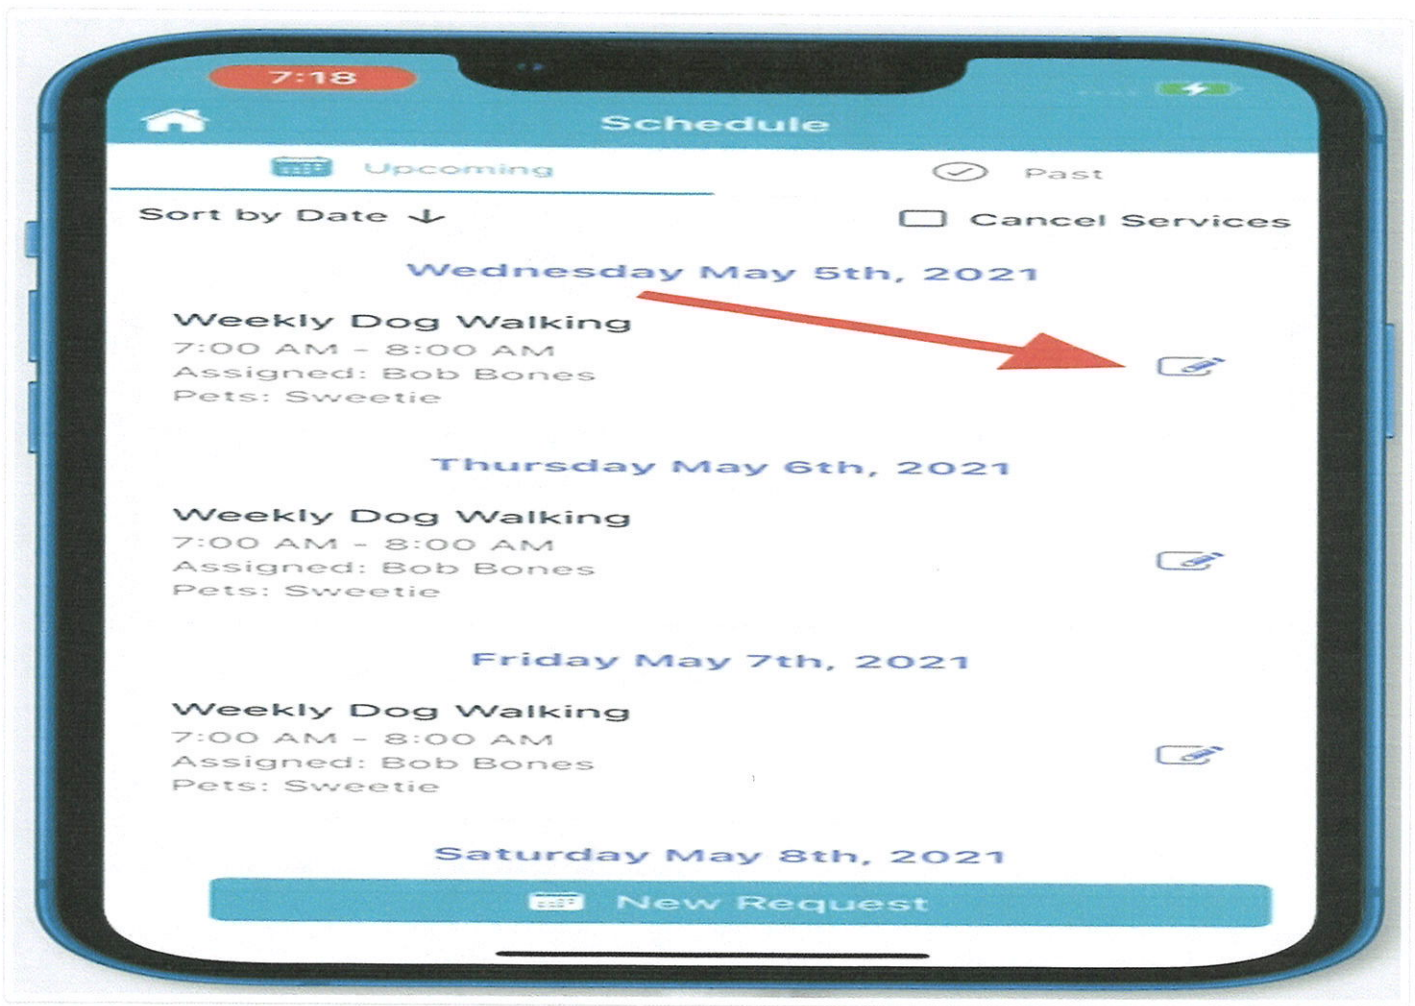 7:18
Schedule
Upcoming
Past
Sort by Date ↓
Cancel Services
Wednesday May 5th, 2021
Weekly Dog Walking
7:00 AM - 8:00 AM
Assigned: Bob Bones
Pets: Sweetie
Thursday May 6th, 2021
Weekly Dog Walking
7:00 AM - 8:00 AM
Assigned: Bob Bones
Pets: Sweetie
Friday May 7th, 2021
Weekly Dog Walking
7:00 AM - 8:00 AM
Assigned: Bob Bones
Pets: Sweetie
Saturday May 8th, 2021
New Request